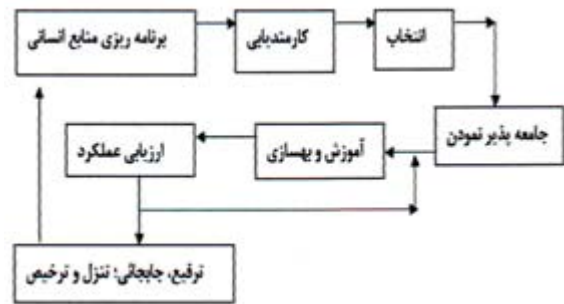 برنامه ریزی منابع انسانی
کارمندیابی
انتخاب
جامعه پذیر نمودن
آموزش و بهسازی
ارزیابی عملکرد
ترفیع، جابجائی؛ تنزل و ترخیص